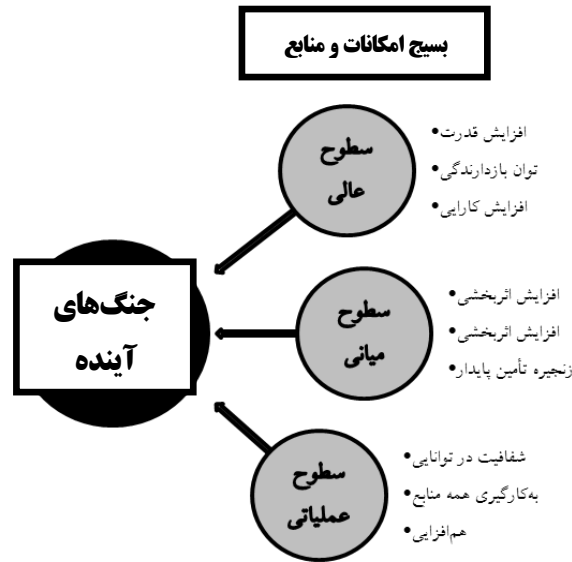 بسیج امکانات و منابع
سطوح
عالی
•افزایش قدرت
•توان بازدارندگی
•افزایش کارایی
جنگ‌های
آینده
سطوح
میانی
•افزایش اثربخشی
•افزایش اثربخشی
•زنجیره تأمین پایدار
سطوح
عملیاتی
•شفافیت در توانایی
•به‌کارگیری همه منابع
•هم‌افزایی